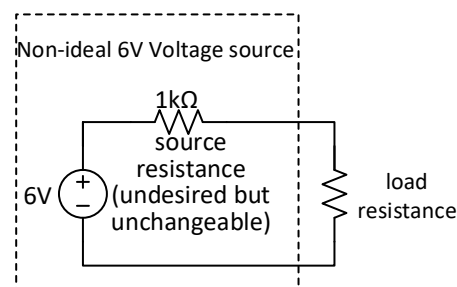 Non-ideal 6V Voltage source
1kΩ
source
resistance
(undesired but
unchangeable)
6V
+
−
load
resistance